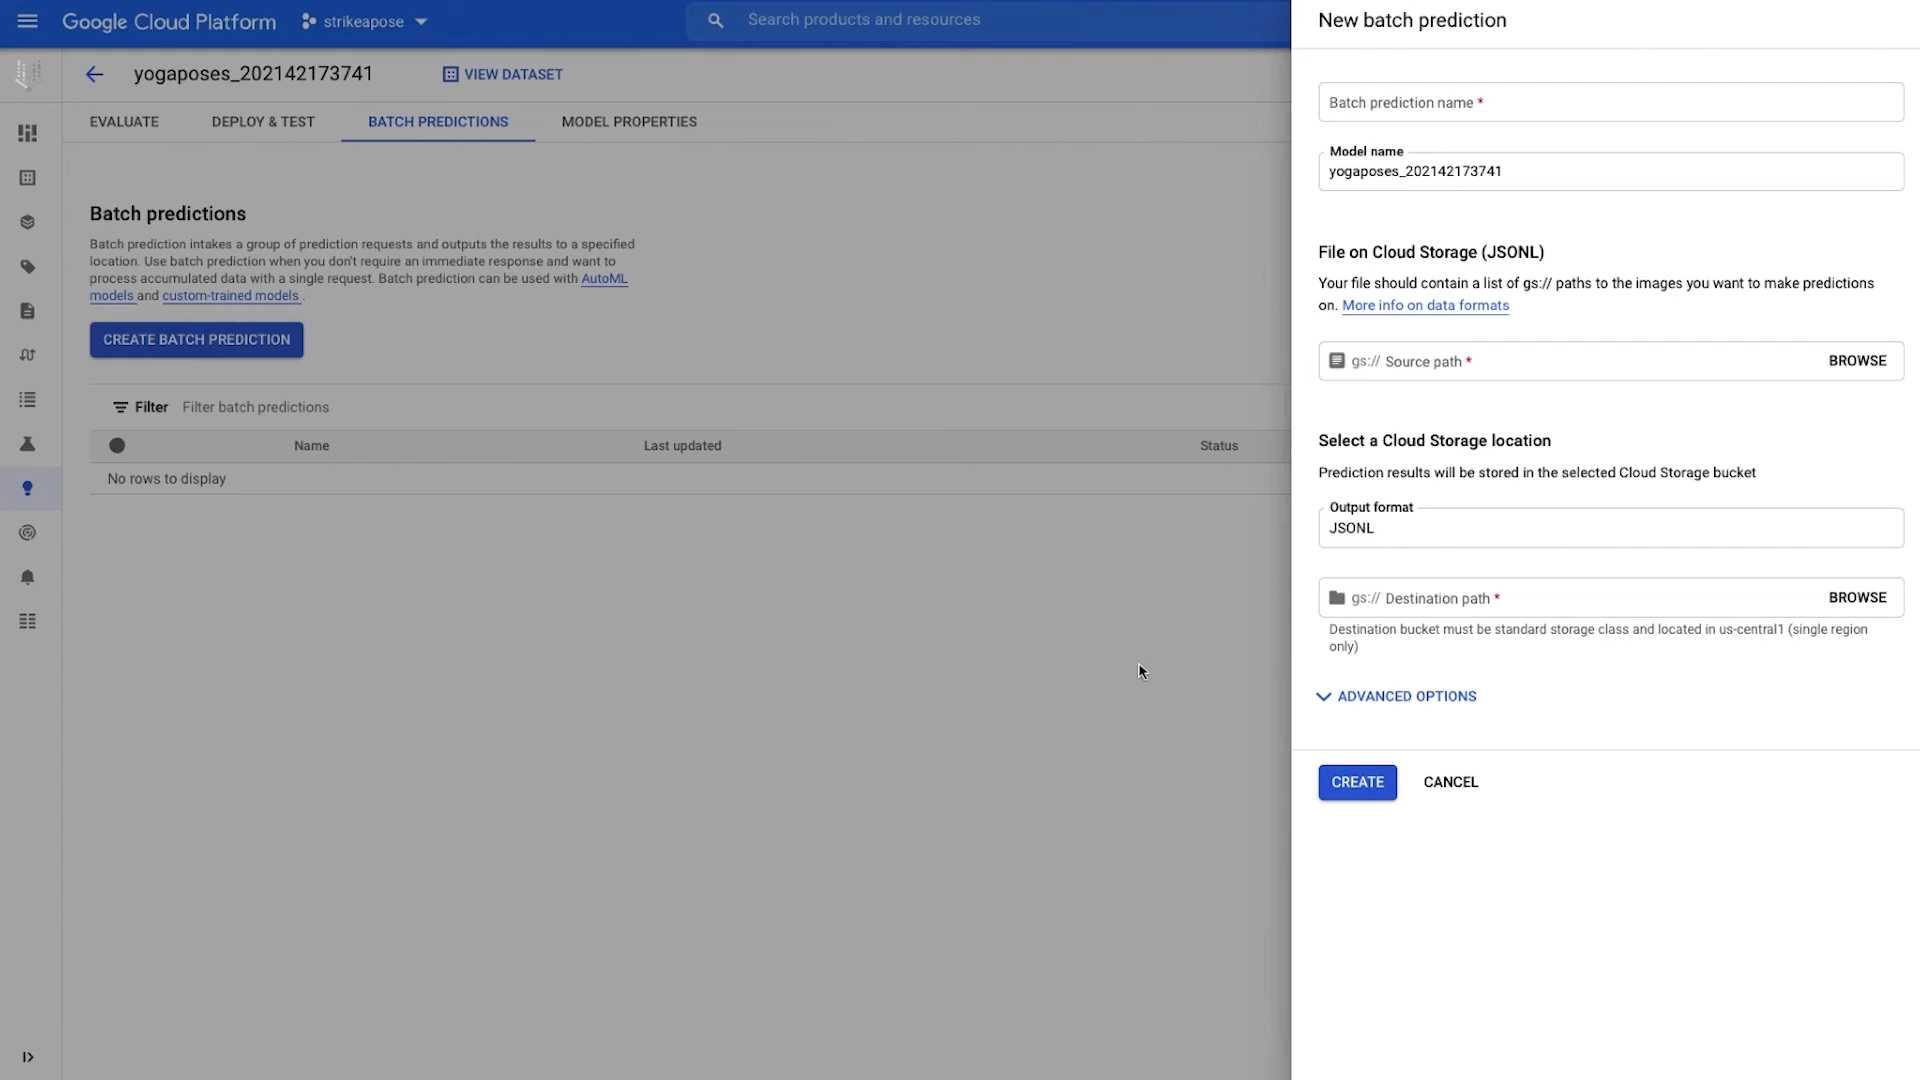 Google Cloud Platform
strikeapose
Search products and resources
yogaposes_202142173741
VIEW DATASET
EVALUATE
DEPLOY & TEST
BATCH PREDICTIONS
MODEL PROPERTIES
Batch predictions
Batch prediction intakes a group of prediction requests and outputs the results to a specified
location. Use batch prediction when you don't require an immediate response and want to
process accumulated data with a single request. Batch prediction can be used with AutoML
models and custom-trained models .
CREATE BATCH PREDICTION
Filter Filter batch predictions
Name Last updated Status
No rows to display
New batch prediction
Batch prediction name *
Model name
yogaposes_202142173741
File on Cloud Storage (JSONL)
Your file should contain a list of gs:// paths to the images you want to make predictions
on. More info on data formats
gs:// Source path * BROWSE
Select a Cloud Storage location
Prediction results will be stored in the selected Cloud Storage bucket
Output format
JSONL
gs:// Destination path * BROWSE
Destination bucket must be standard storage class and located in us-central1 (single region
only)
ADVANCED OPTIONS
CREATE CANCEL